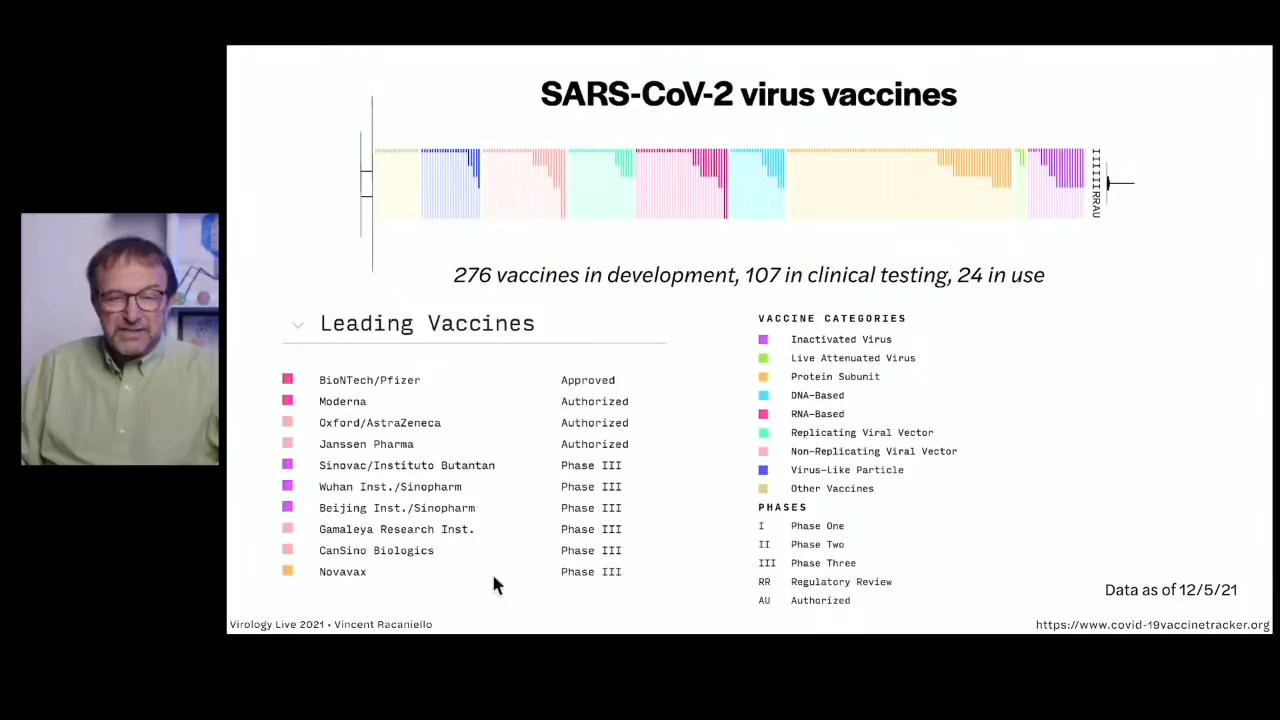 SARS-CoV-2 virus vaccines
I II III RR AU
276 vaccines in development, 107 in clinical testing, 24 in use
Leading Vaccines
BioNTech/Pfizer Approved
Moderna Authorized
Oxford/AstraZeneca Authorized
Janssen Pharma Authorized
Sinovac/Instituto Butantan Phase III
Wuhan Inst./Sinopharm Phase III
Beijing Inst./Sinopharm Phase III
Gamaleya Research Inst. Phase III
CanSino Biologics Phase III
Novavax Phase III
VACCINE CATEGORIES
Inactivated Virus
Live Attenuated Virus
Protein Subunit
DNA-Based
RNA-Based
Replicating Viral Vector
Non-Replicating Viral Vector
Virus-Like Particle
Other Vaccines
PHASES
I Phase One
II Phase Two
III Phase Three
RR Regulatory Review
AU Authorized
Data as of 12/5/21
Virology Live 2021 • Vincent Racaniello
https://www.covid-19vaccinetracker.org